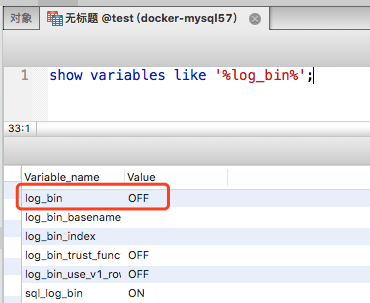 对象 无标题 @test (docker-mysql57)
1 show variables like '%log_bin%';
33:1
Variable_name Value
log_bin OFF
log_bin_basename
log_bin_index
log_bin_trust_func OFF
log_bin_use_v1_rov OFF
sql_log_bin ON